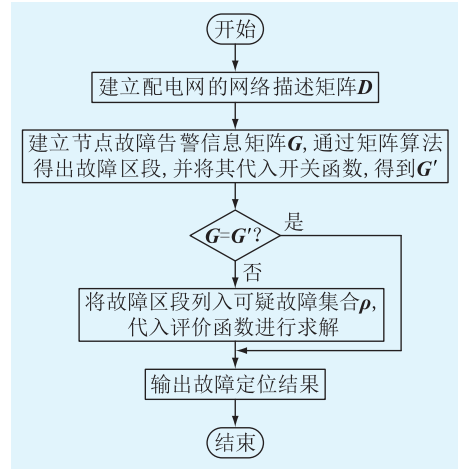 开始
建立配电网的网络描述矩阵D
建立节点故障告警信息矩阵G,通过矩阵算法
得出故障区段,并将其代入开关函数,得到G′
G=G′?
是
否
将故障区段列入可疑故障集合ρ,
代入评价函数进行求解
输出故障定位结果
结束